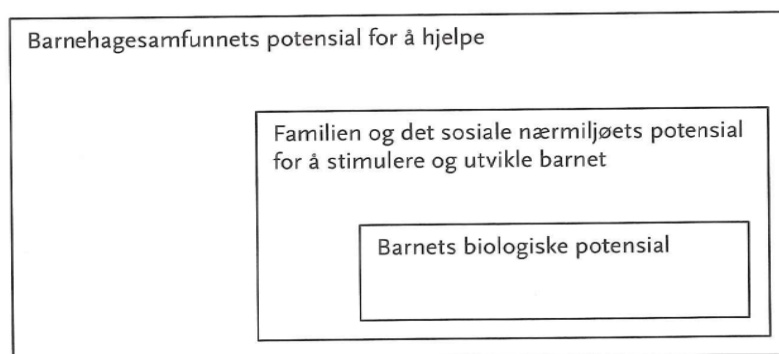 Barnehagesamfunnets potensial for å hjelpe
Familien og det sosiale nærmiljøets potensial
for å stimulere og utvikle barnet
Barnets biologiske potensial